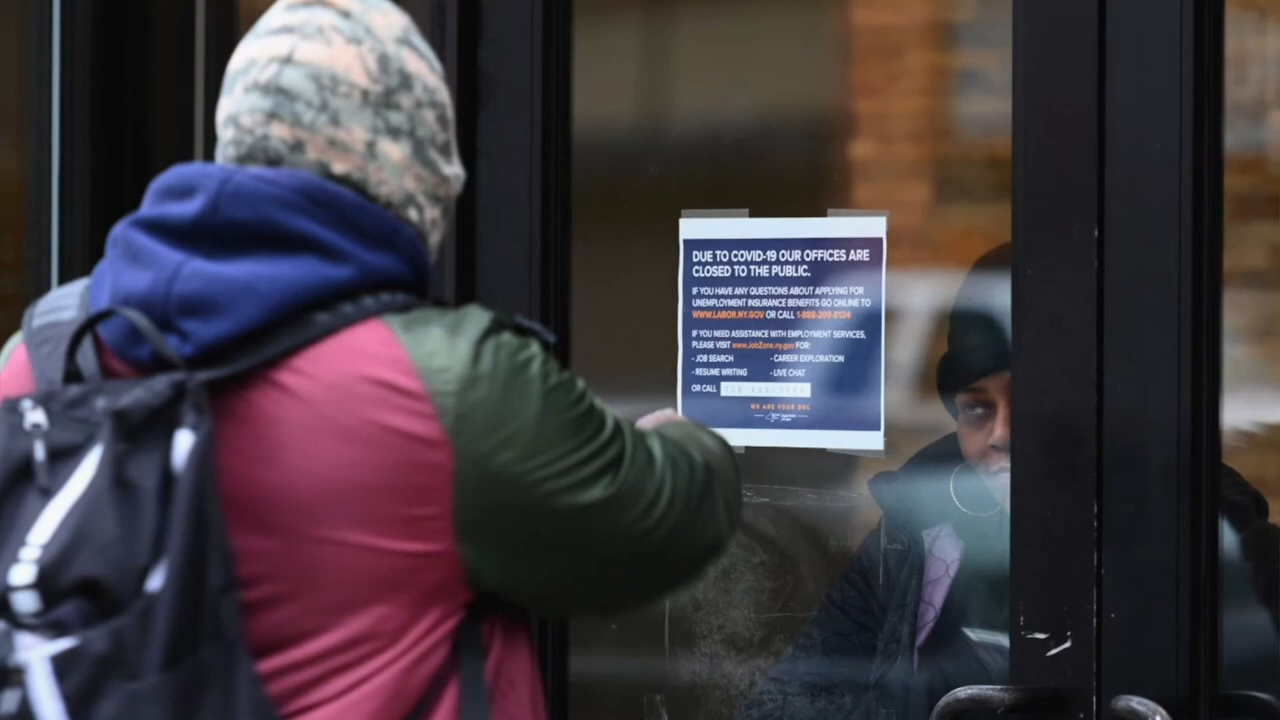 DUE TO COVID-19 OUR OFFICES ARE
CLOSED TO THE PUBLIC.
IF YOU HAVE ANY QUESTIONS ABOUT APPLYING FOR
UNEMPLOYMENT INSURANCE BENEFITS GO ONLINE TO
WWW.LABOR.NY.GOV OR CALL 1-888-209-8124
IF YOU NEED ASSISTANCE WITH EMPLOYMENT SERVICES,
PLEASE VISIT www.JobZone.ny.gov FOR:
- JOB SEARCH - CAREER EXPLORATION
- RESUME WRITING - LIVE CHAT
OR CALL
WE ARE YOUR DOL